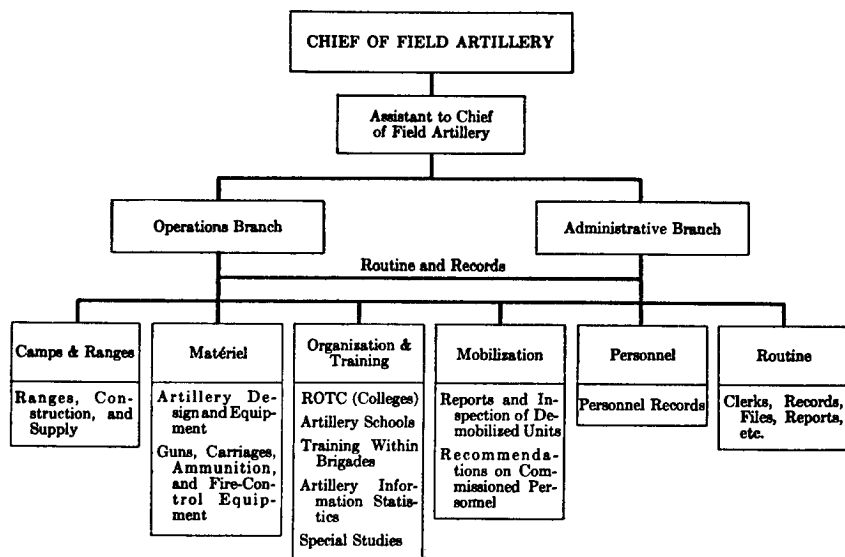 CHIEF OF FIELD ARTILLERY
Assistant to Chief
of Field Artillery
Operations Branch
Administrative Branch
Routine and Records
Camps & Ranges
Ranges, Con-
struction, and
Supply
Matériel
Artillery De-
sign and Equip-
ment
Guns, Carriages,
Ammunition,
and Fire-Con-
trol Equip-
ment
Organization &
Training
ROTC (Colleges)
Artillery Schools
Training Within
Brigades
Artillery Infor-
mation Statis-
tics
Special Studies
Mobilization
Reports and In-
spection of De-
mobilized Units
Recommenda-
tions on Com-
missioned Per-
sonnel
Personnel
Personnel Records
Routine
Clerks, Records,
Files, Reports,
etc.